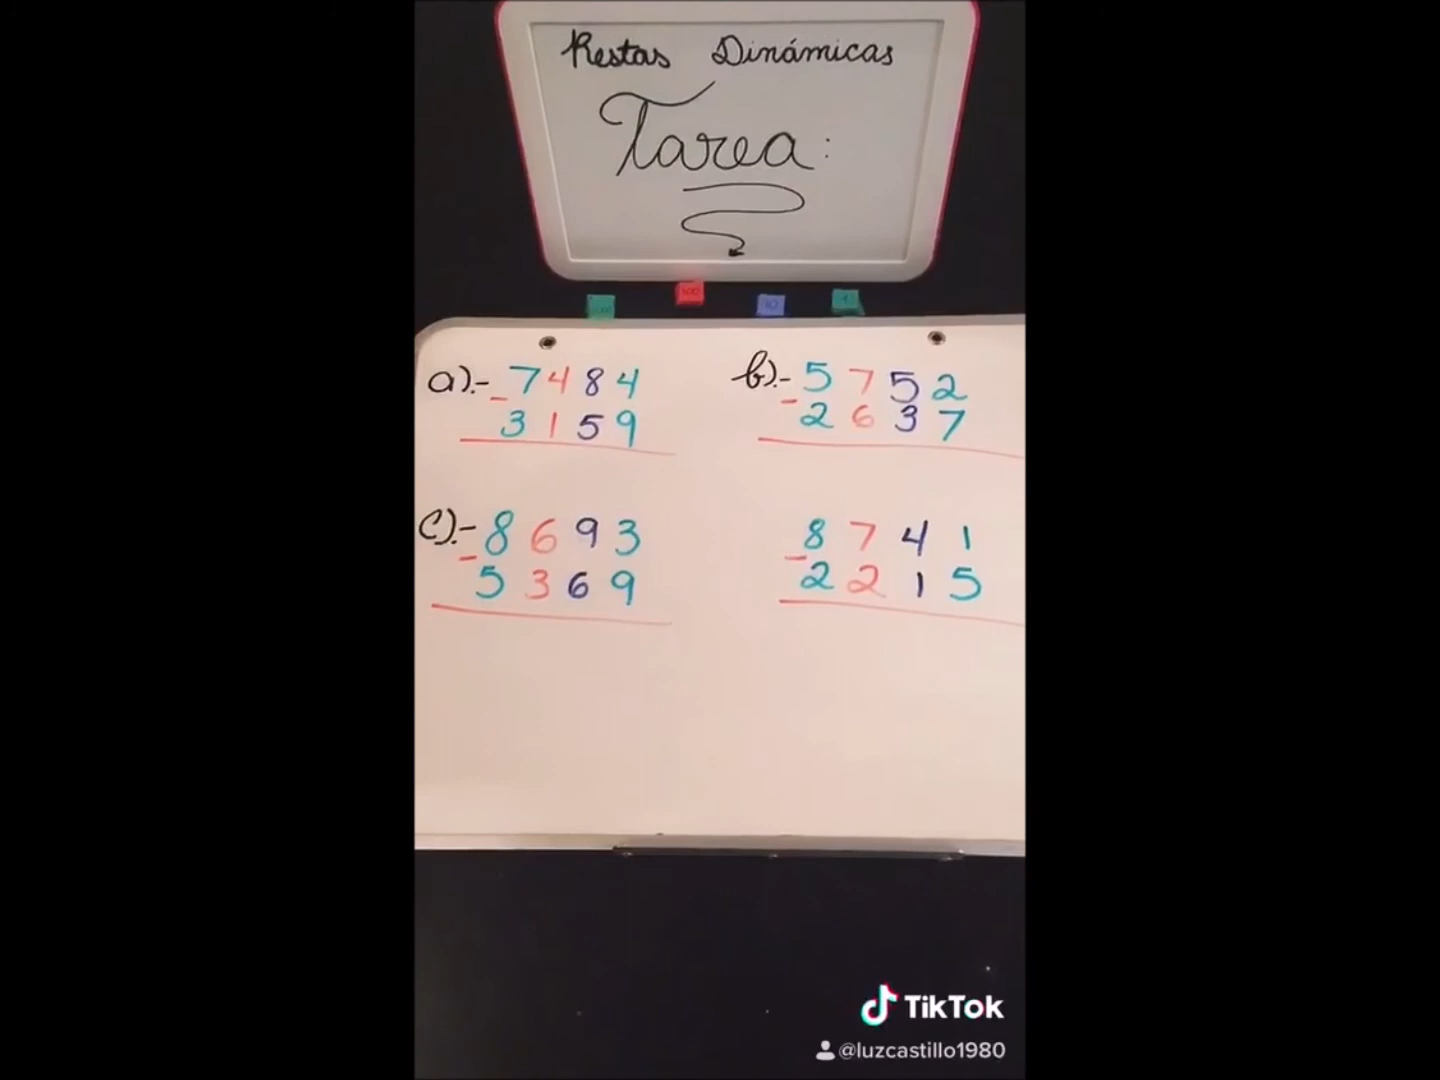 Restas Dinámicas
Tarea:
a).- 7484
- 3159
b).- 5752
- 2637
c).- 8693
- 5369
8741
- 2215
TikTok
@luzcastillo1980